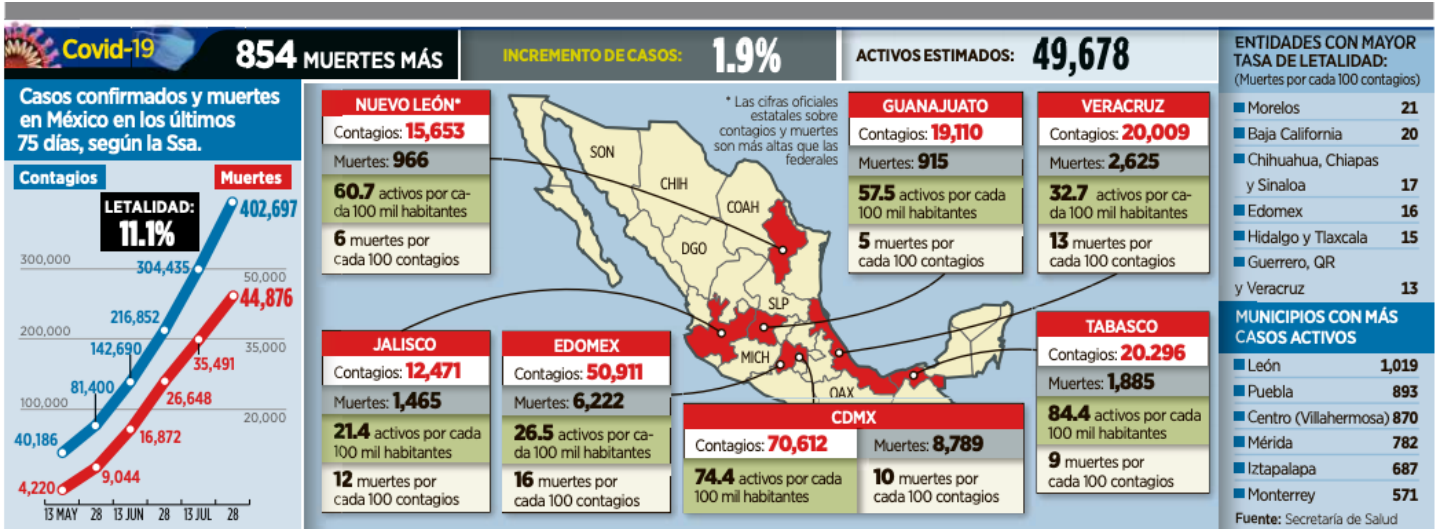 Covid-19
854 MUERTES MÁS
INCREMENTO DE CASOS: 1.9%
ACTIVOS ESTIMADOS: 49,678
Casos confirmados y muertes
en México en los últimos
75 días, según la Ssa.
Contagios
Muertes
LETALIDAD:
11.1%
402,697
304,435
300,000
50,000
44,876
216,852
200,000
142,690
35,491
35,000
81,400
26,648
100,000
20,000
40,186
16,872
9,044
4,220
13 MAY 28 13 JUN 28 13 JUL 28
NUEVO LEÓN*
Contagios: 15,653
Muertes: 966
60.7 activos por ca-
da 100 mil habitantes
6 muertes por
cada 100 contagios
* Las cifras oficiales
estatales sobre
contagios y muertes
son más altas que las
federales
GUANAJUATO
Contagios: 19,110
Muertes: 915
57.5 activos por cada
100 mil habitantes
5 muertes por
cada 100 contagios
VERACRUZ
Contagios: 20,009
Muertes: 2,625
32.7 activos por ca-
da 100 mil habitantes
13 muertes por
cada 100 contagios
SON
CHIH
COAH
DGO
SLP
MICH
OAX
JALISCO
Contagios: 12,471
Muertes: 1,465
21.4 activos por cada
100 mil habitantes
12 muertes por
cada 100 contagios
EDOMEX
Contagios: 50,911
Muertes: 6,222
26.5 activos por ca-
da 100 mil habitantes
16 muertes por
cada 100 contagios
CDMX
Contagios: 70,612
Muertes: 8,789
74.4 activos por cada
100 mil habitantes
10 muertes por
cada 100 contagios
TABASCO
Contagios: 20.296
Muertes: 1,885
84.4 activos por cada
100 mil habitantes
9 muertes por
cada 100 contagios
ENTIDADES CON MAYOR
TASA DE LETALIDAD:
(Muertes por cada 100 contagios)
Morelos 21
Baja California 20
Chihuahua, Chiapas
y Sinaloa 17
Edomex 16
Hidalgo y Tlaxcala 15
Guerrero, QR
y Veracruz 13
MUNICIPIOS CON MÁS
CASOS ACTIVOS
León 1,019
Puebla 893
Centro (Villahermosa) 870
Mérida 782
Iztapalapa 687
Monterrey 571
Fuente: Secretaría de Salud